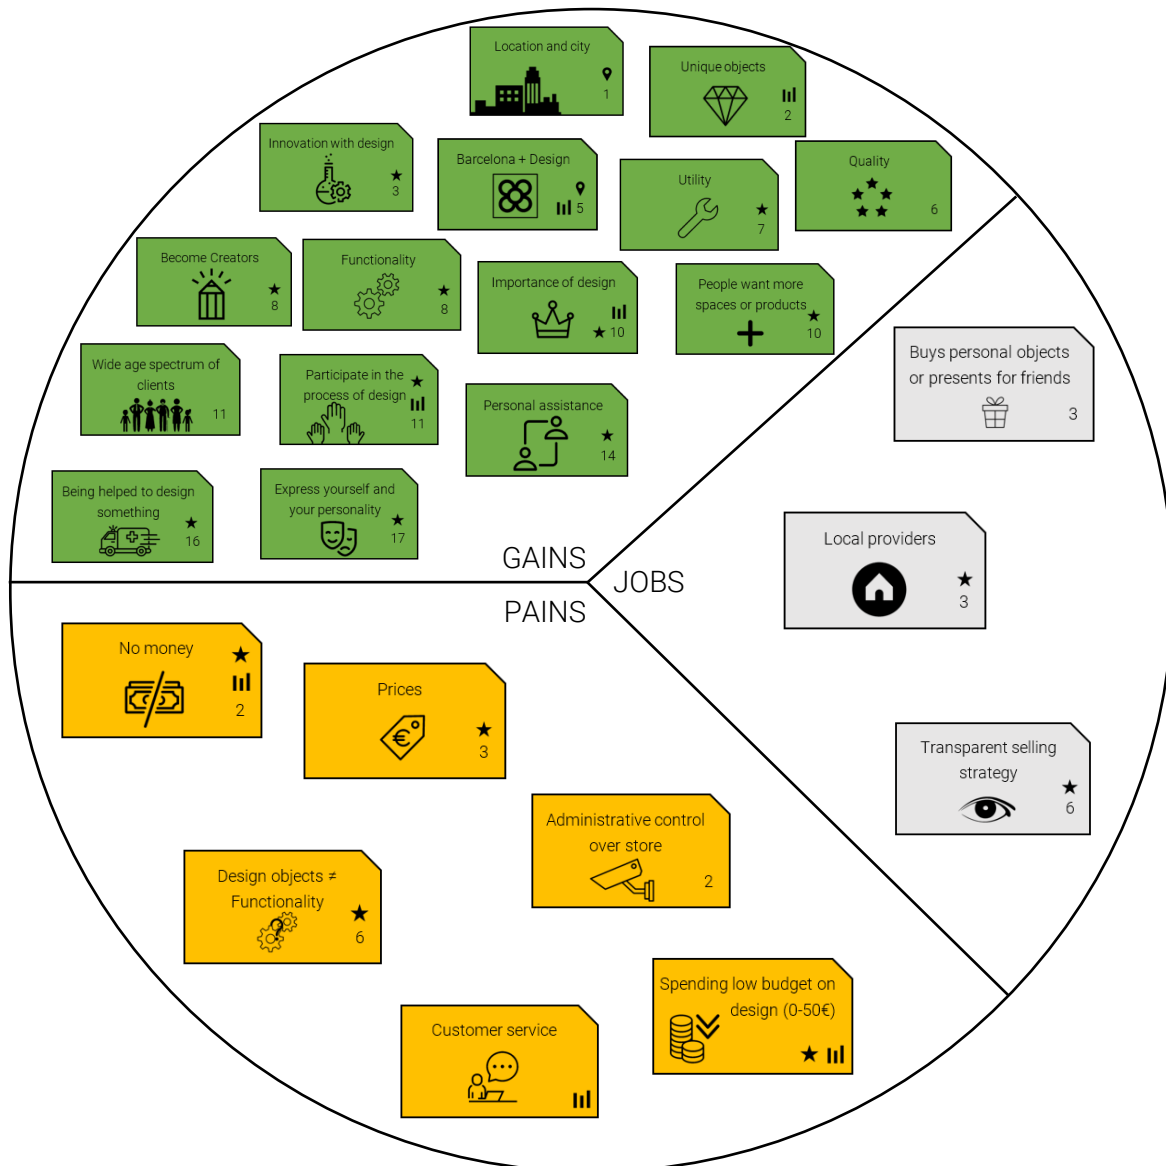 Location and city
1
Unique objects
2
Innovation with design
3
Barcelona + Design
5
Utility
7
Quality
6
Become Creators
8
Functionality
8
Importance of design
10
People want more
spaces or products
10
Wide age spectrum of
clients
11
Participate in the
process of design
11
Personal assistance
14
Being helped to design
something
16
Express yourself and
your personality
17
GAINS
JOBS
PAINS
Buys personal objects
or presents for friends
3
Local providers
3
Transparent selling
strategy
6
No money
2
Prices
€
3
Administrative control
over store
2
Design objects ≠
Functionality
?
6
Spending low budget on
design (0-50€)
Customer service